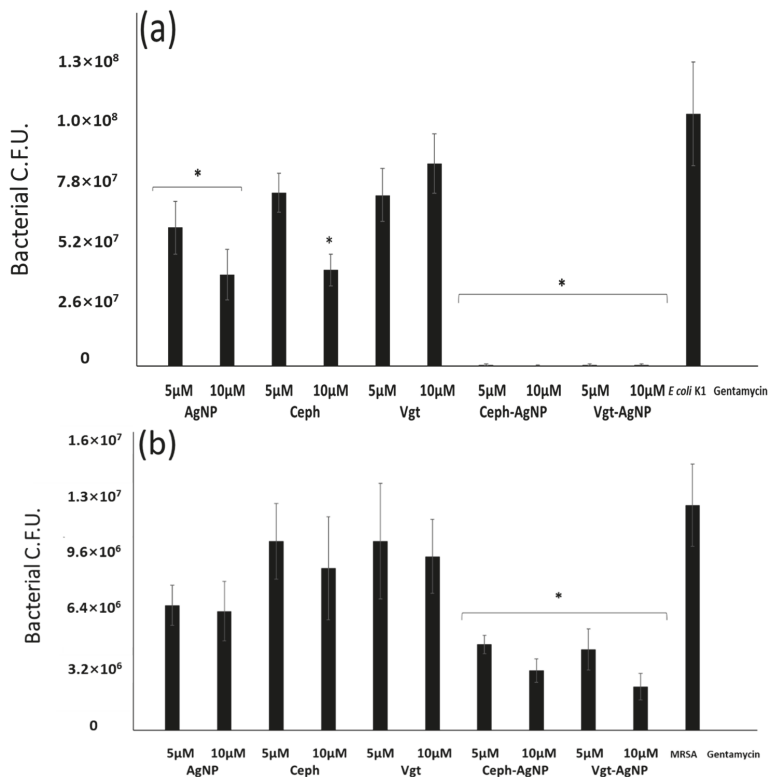 (a)
Bacterial C.F.U.
1.3×10⁸
1.0×10⁸
7.8×10⁷
5.2×10⁷
2.6×10⁷
0
*
*
*
5µM 10µM 5µM 10µM 5µM 10µM 5µM 10µM 5µM 10µM E coli K1 Gentamycin
AgNP Ceph Vgt Ceph-AgNP Vgt-AgNP
(b)
Bacterial C.F.U.
1.6×10⁷
1.3×10⁷
9.6×10⁶
6.4×10⁶
3.2×10⁶
0
*
5µM 10µM 5µM 10µM 5µM 10µM 5µM 10µM 5µM 10µM MRSA Gentamycin
AgNP Ceph Vgt Ceph-AgNP Vgt-AgNP